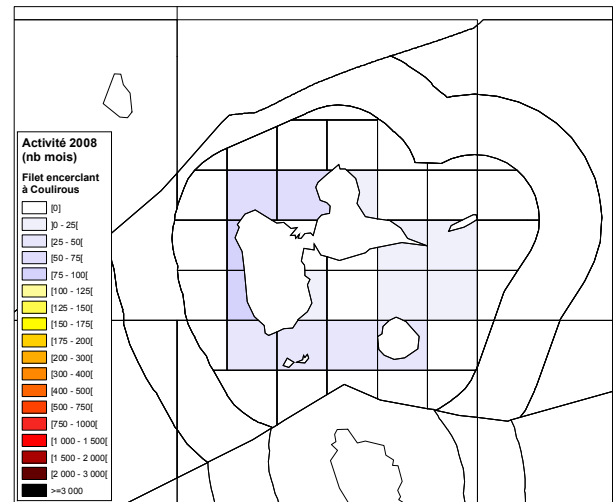 Activité 2008
(nb mois)
Filet encerclant
à Coulirous
[0]
]0 - 25[
[25 - 50[
[50 - 75[
[75 - 100[
[100 - 125[
[125 - 150[
[150 - 175[
[175 - 200[
[200 - 300[
[300 - 400[
[400 - 500[
[500 - 750[
[750 - 1000[
[1 000 - 1 500[
[1 500 - 2 000[
[2 000 - 3 000[
>=3 000